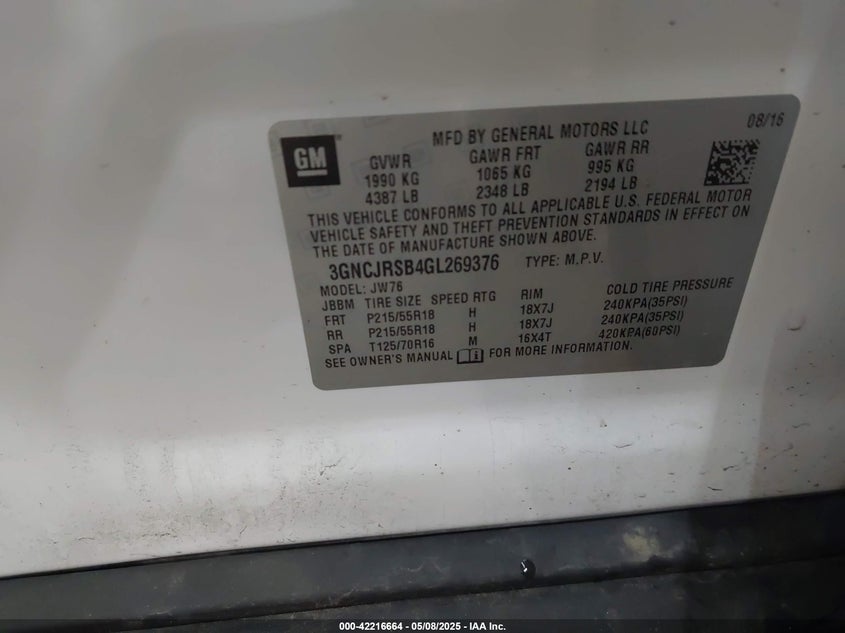 GM
MFD BY GENERAL MOTORS LLC
08/16
GVWR GAWR FRT GAWR RR
1990 KG 1065 KG 995 KG
4387 LB 2348 LB 2194 LB
THIS VEHICLE CONFORMS TO ALL APPLICABLE U.S. FEDERAL MOTOR
VEHICLE SAFETY AND THEFT PREVENTION STANDARDS IN EFFECT ON
THE DATE OF MANUFACTURE SHOWN ABOVE.
3GNCJRSB4GL269376 TYPE: M.P.V.
MODEL: JW76
JBBM TIRE SIZE SPEED RTG RIM COLD TIRE PRESSURE
FRT P215/55R18 H 18X7J 240KPA(35PSI)
RR P215/55R18 H 18X7J 240KPA(35PSI)
SPA T125/70R16 M 16X4T 420KPA(60PSI)
SEE OWNER'S MANUAL FOR MORE INFORMATION.
000-42216664 - 05/08/2025 - IAA Inc.